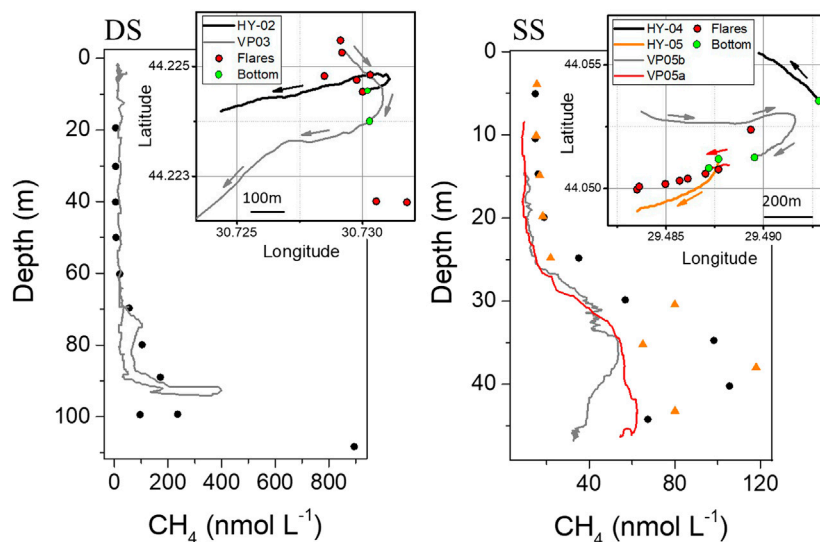 DS
HY-02
VP03
Flares
Bottom
44.225
44.223
Latitude
100m
30.725
30.730
Longitude
0
20
40
60
80
100
Depth (m)
0
200
400
600
800
CH₄ (nmol L⁻¹)
SS
HY-04
HY-05
VP05b
VP05a
Flares
Bottom
44.055
44.050
Latitude
200m
29.485
29.490
Longitude
0
10
20
30
40
Depth (m)
40
80
120
CH₄ (nmol L⁻¹)